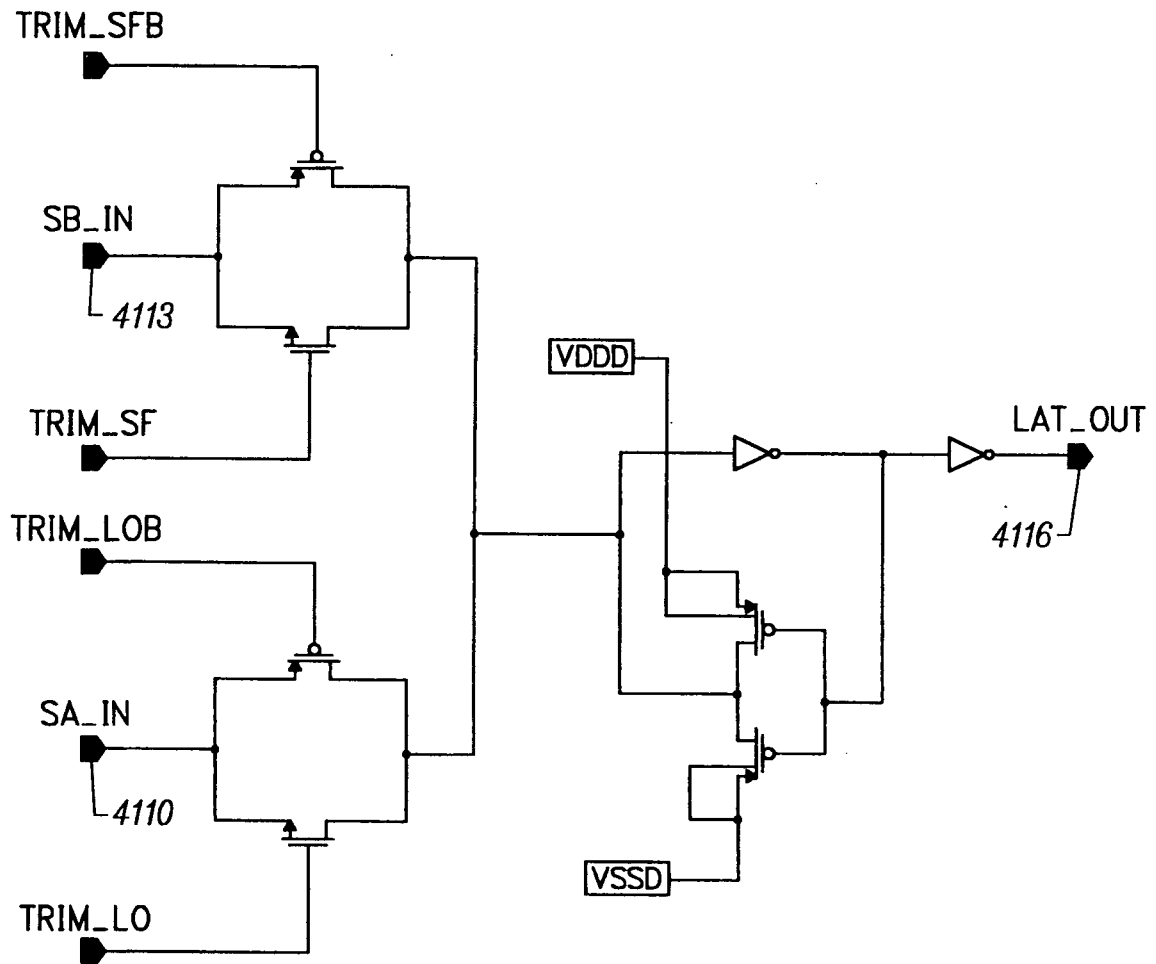 TRIM_SFB
SB_IN
4113
VDDD
TRIM_SF
LAT_OUT
TRIM_LOB
4116
SA_IN
4110
VSSD
TRIM_LO